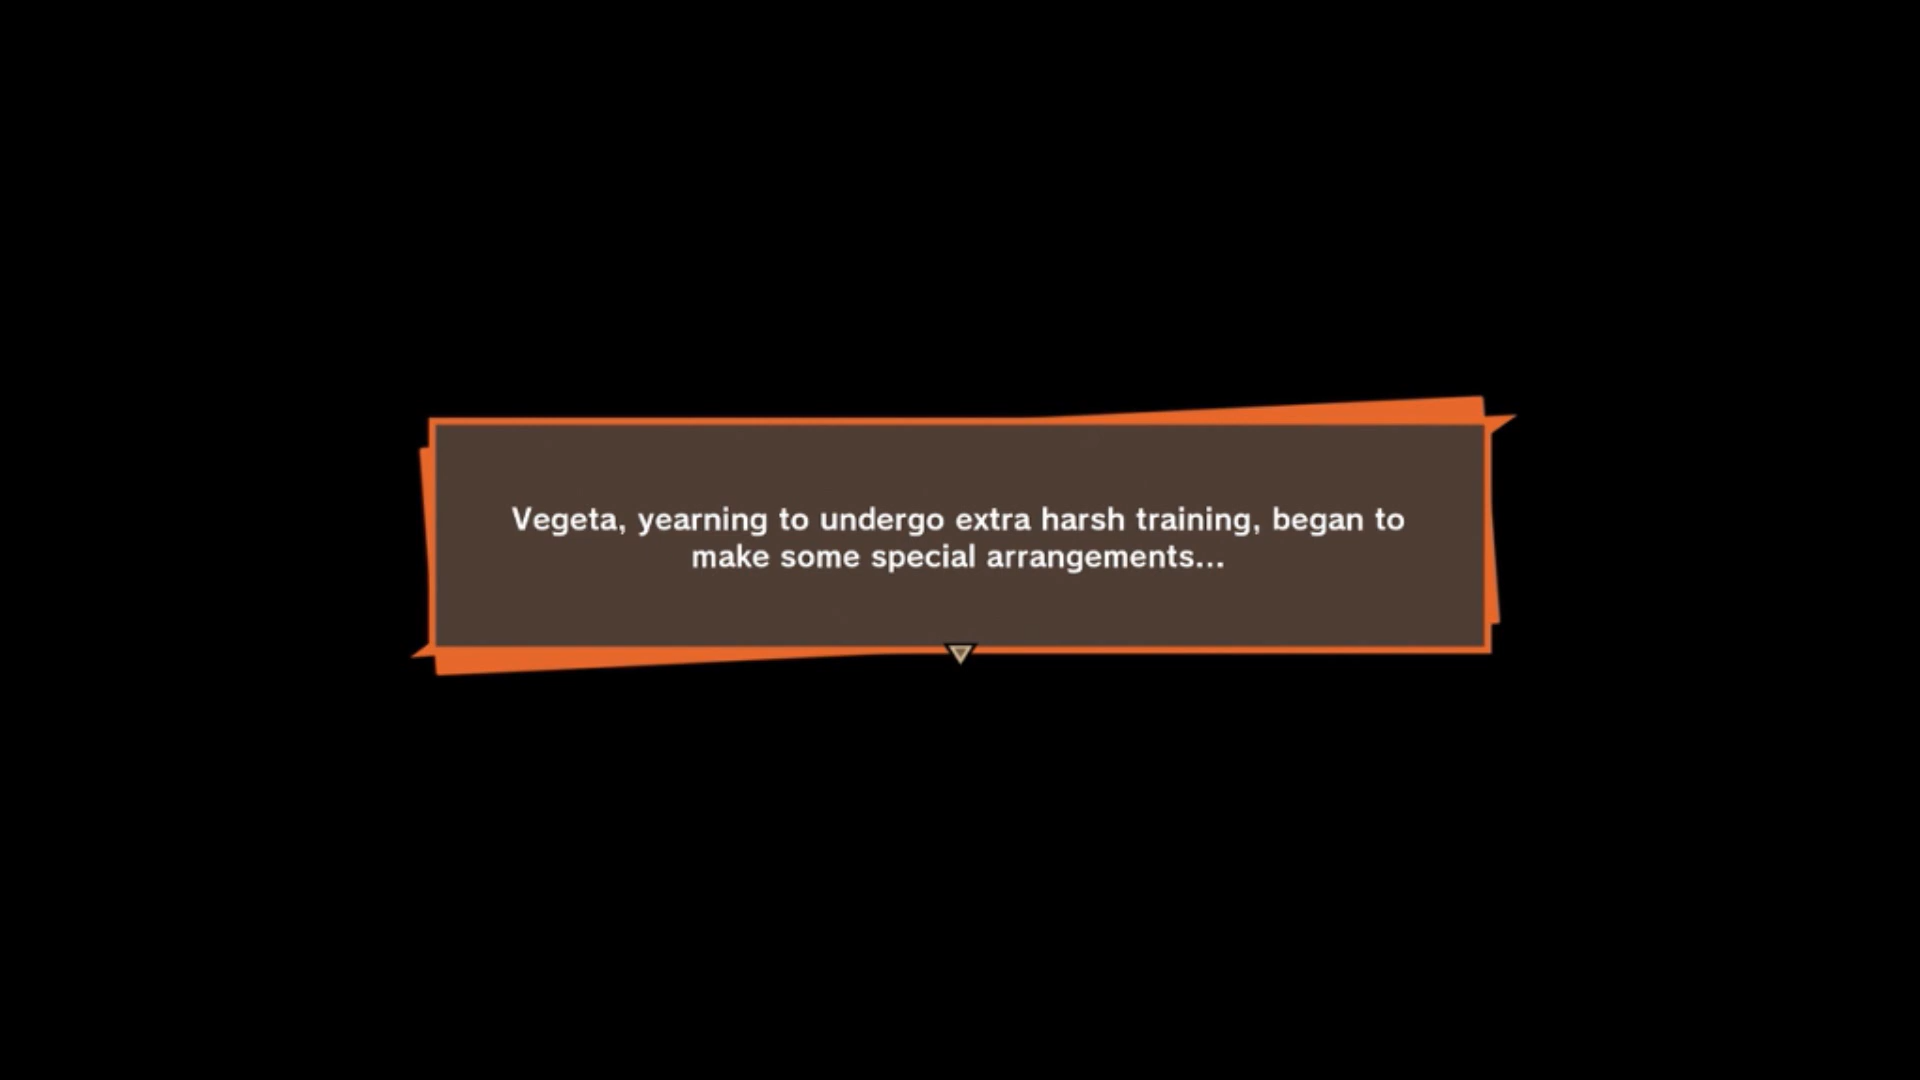 Vegeta, yearning to undergo extra harsh training, began to
make some special arrangements...